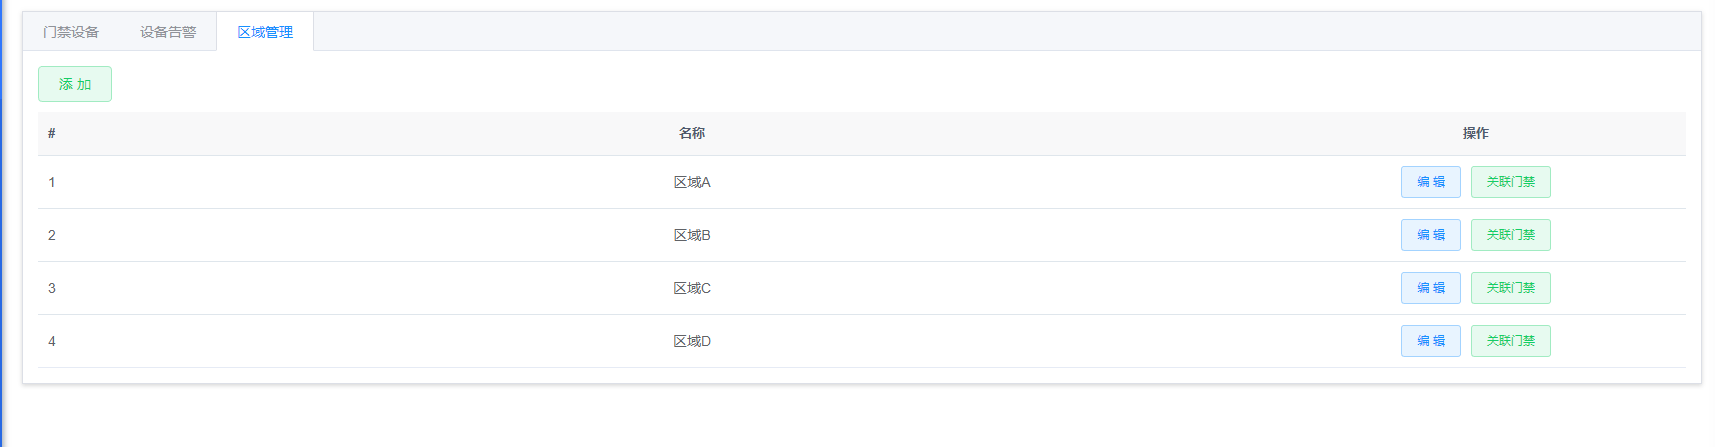 门禁设备 设备告警 区域管理
添 加
# 名称 操作
1 区域A 编 辑 关联门禁
2 区域B 编 辑 关联门禁
3 区域C 编 辑 关联门禁
4 区域D 编 辑 关联门禁